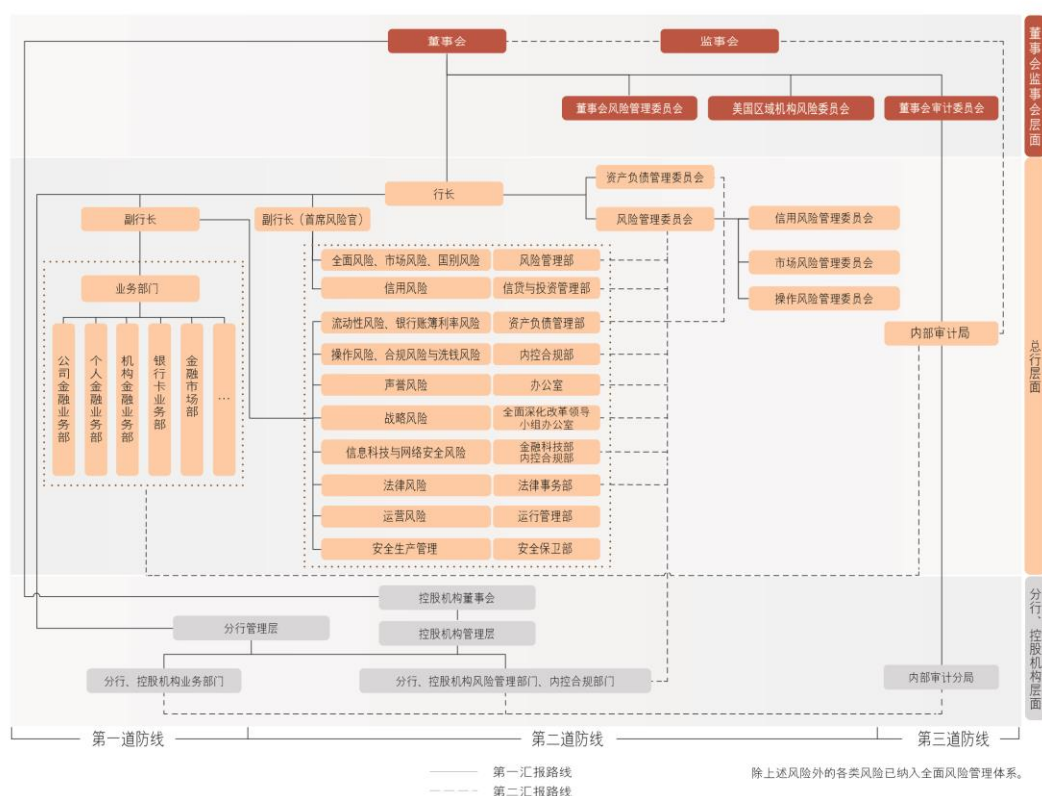 董事会
监事会
董事会监事会层面
董事会风险管理委员会
美国区域机构风险委员会
董事会审计委员会
行长
资产负债管理委员会
副行长
副行长（首席风险官）
风险管理委员会
信用风险管理委员会
市场风险管理委员会
操作风险管理委员会
业务部门
公司金融业务部
个人金融业务部
机构金融业务部
银行卡业务部
金融市场部
…
全面风险、市场风险、国别风险
风险管理部
信用风险
信贷与投资管理部
流动性风险、银行账簿利率风险
资产负债管理部
操作风险、合规风险与洗钱风险
内控合规部
声誉风险
办公室
战略风险
全面深化改革领导
小组办公室
信息科技与网络安全风险
金融科技部
内控合规部
法律风险
法律事务部
运营风险
运行管理部
安全生产管理
安全保卫部
内部审计局
总行层面
控股机构董事会
分行管理层
控股机构管理层
分行、控股机构业务部门
分行、控股机构风险管理部门、内控合规部门
内部审计分局
分行、控股机构层面
第一道防线
第二道防线
第三道防线
第一汇报路线
第二汇报路线
除上述风险外的各类风险已纳入全面风险管理体系。